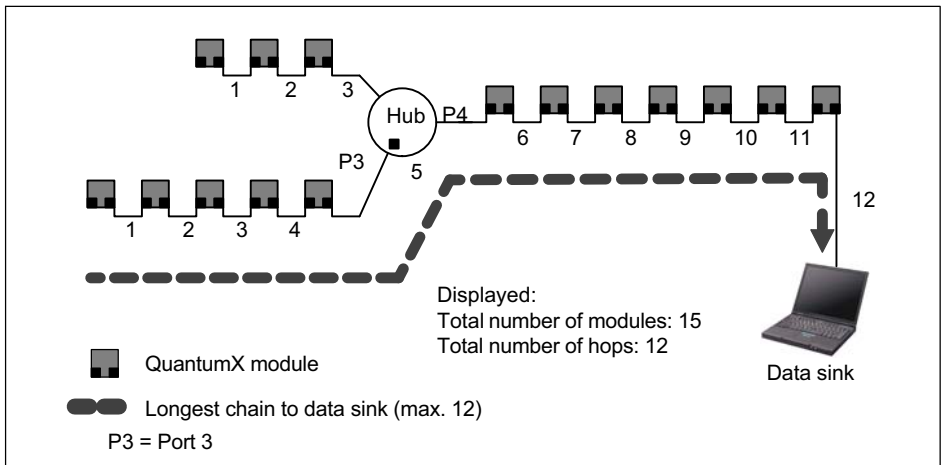 1 2 3
Hub
P4
6 7 8 9 10 11
P3
5
1 2 3 4
12
Displayed:
Total number of modules: 15
Total number of hops: 12
Data sink
QuantumX module
Longest chain to data sink (max. 12)
P3 = Port 3